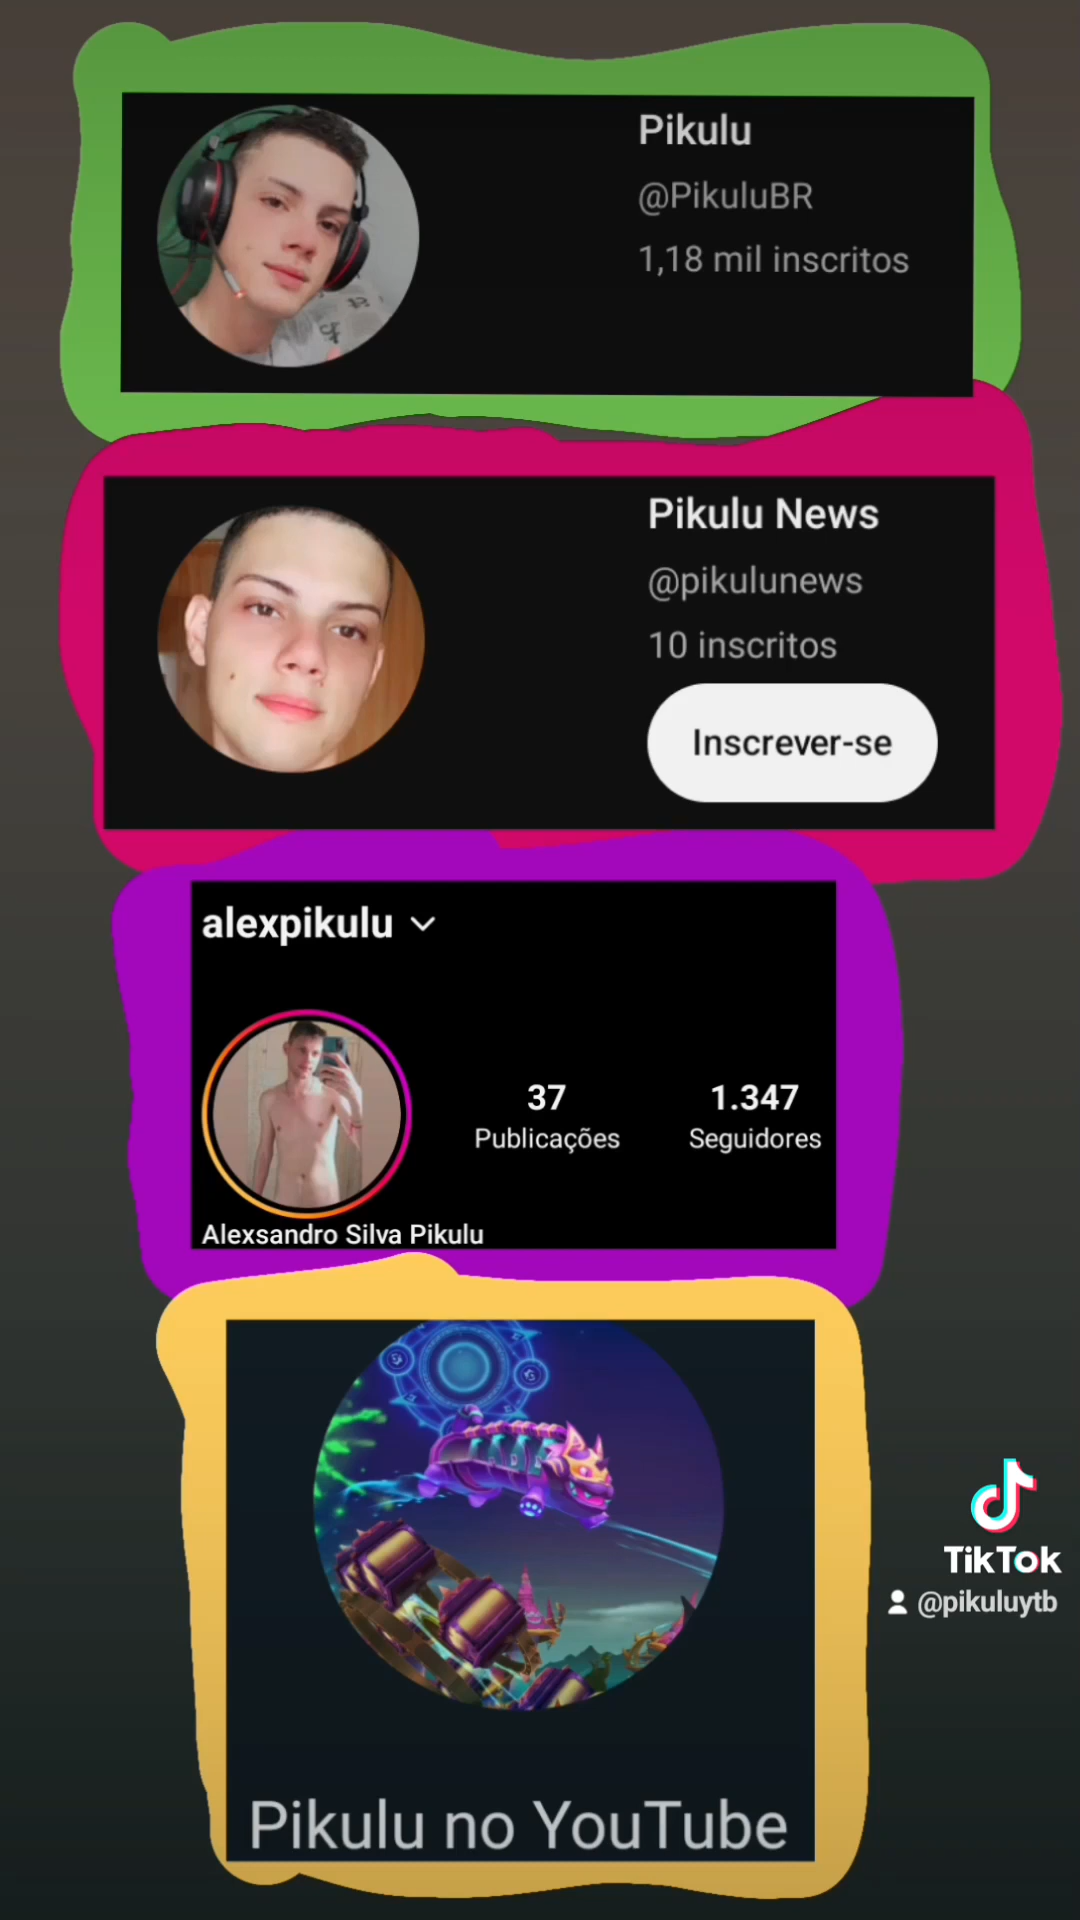 Pikulu
@PikuluBR
1,18 mil inscritos
Pikulu News
@pikulunews
10 inscritos
Inscrever-se
alexpikulu
37
Publicações
1.347
Seguidores
Alexsandro Silva Pikulu
Pikulu no YouTube
TikTok
@pikuluytb